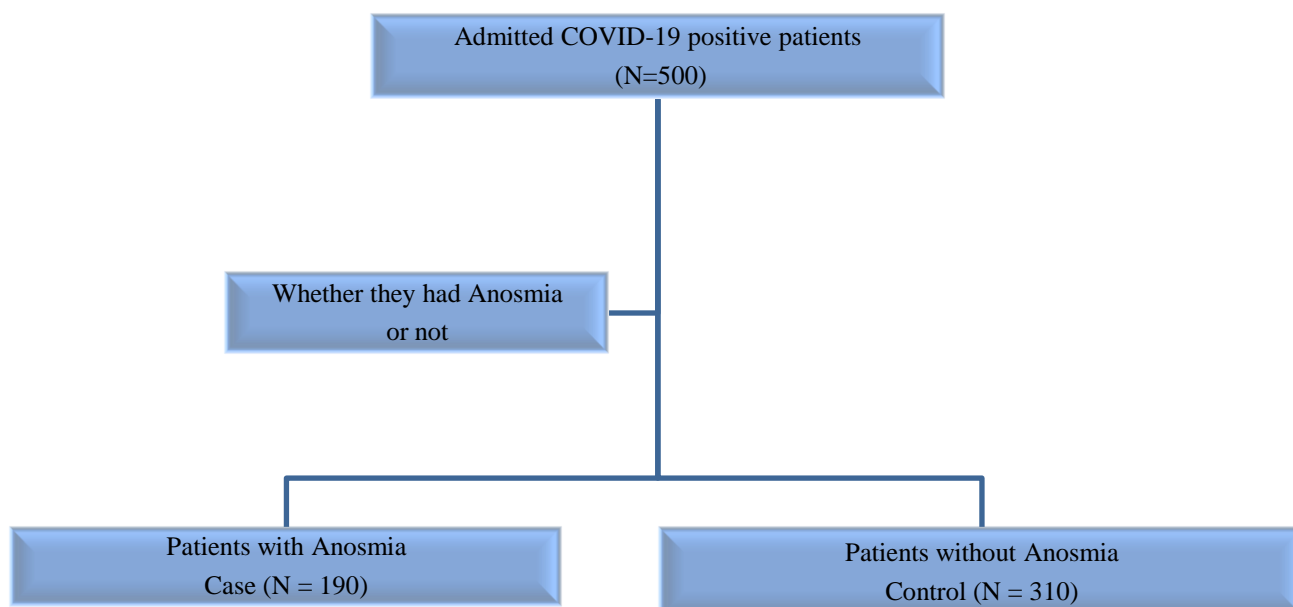 Admitted COVID-19 positive patients
(N=500)
Whether they had Anosmia
or not
Patients with Anosmia
Case (N = 190)
Patients without Anosmia
Control (N = 310)